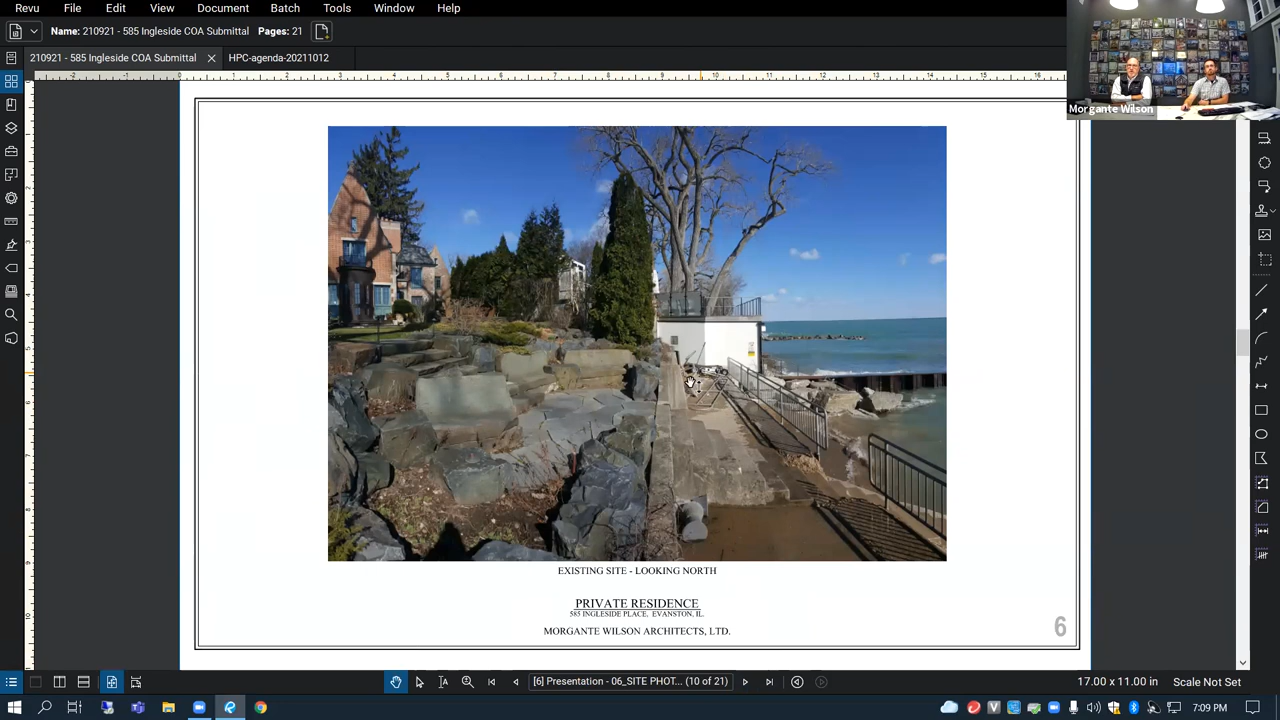 Revu File Edit View Document Batch Tools Window Help
Name: 210921 - 585 Ingleside COA Submittal Pages: 21
210921 - 585 Ingleside COA Submittal HPC-agenda-20211012
Morgante Wilson
EXISTING SITE - LOOKING NORTH
PRIVATE RESIDENCE
585 INGLESIDE PLACE, EVANSTON, IL
MORGANTE WILSON ARCHITECTS, LTD.
6
[6] Presentation - 06_SITE PHOT... (10 of 21)
17.00 x 11.00 in Scale Not Set
7:09 PM